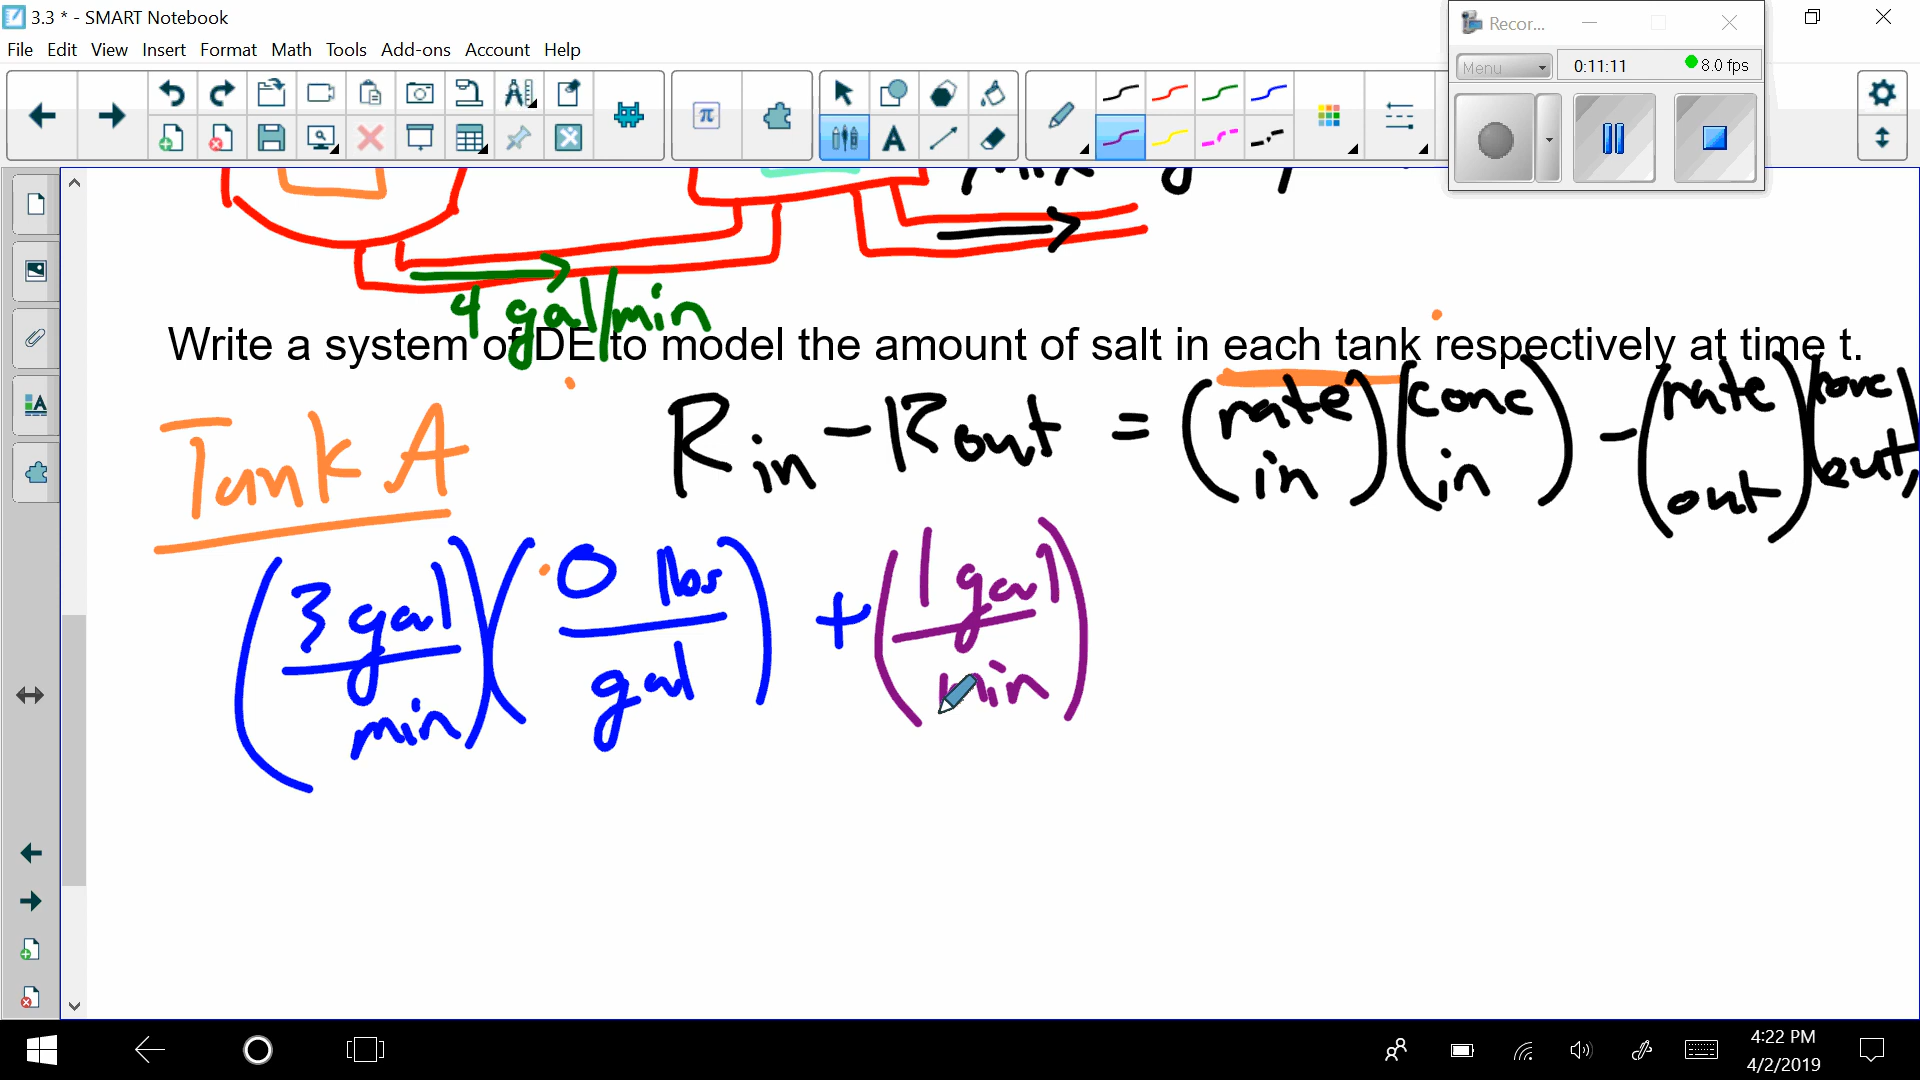 3.3 * - SMART Notebook
Recor...
File Edit View Insert Format Math Tools Add-ons Account Help
Menu
0:11:11
8.0 fps
π
A
4 gal/min
Write a system of DE to model the amount of salt in each tank respectively at time t.
Tank A
R in - R out = (rate in)(conc in) - (rate out)(conc out)
(3 gal/min)(0 lbs/gal) + (1 gal/min)
4:22 PM
4/2/2019